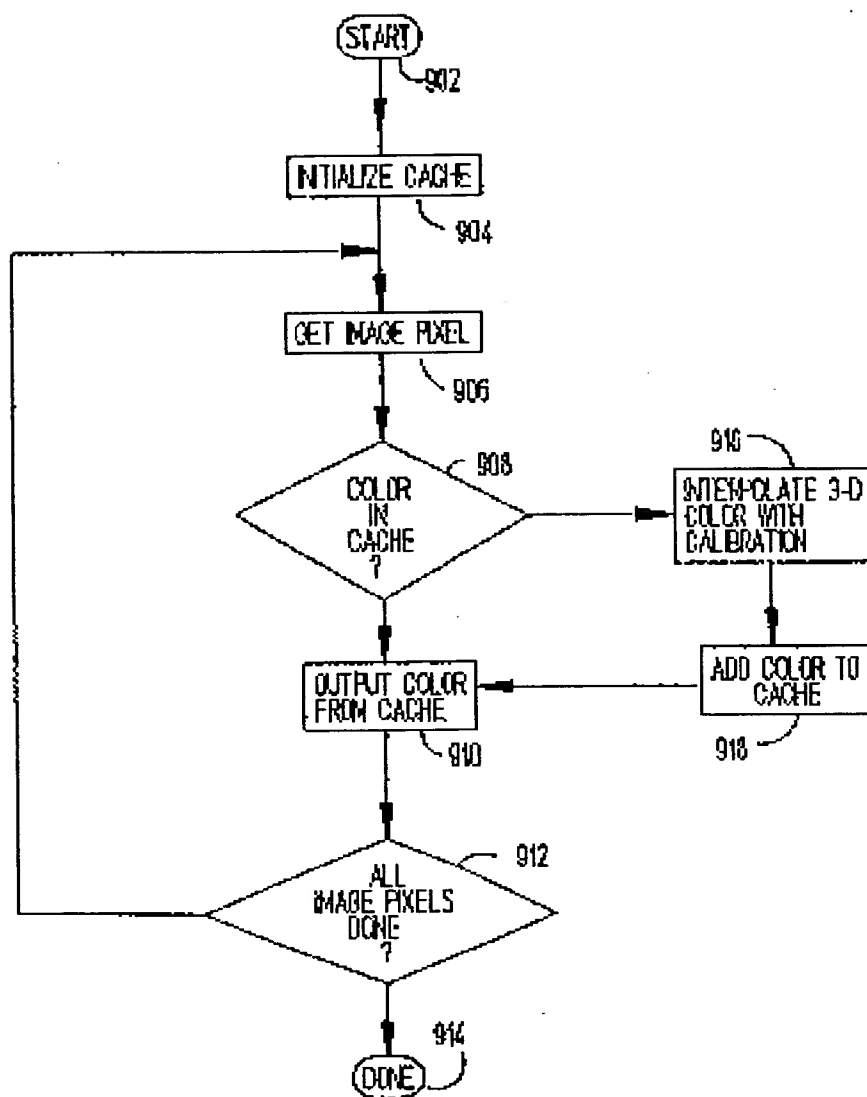 START
902
INITIALIZE CACHE
904
GET IMAGE PIXEL
906
COLOR
IN
CACHE
?
908
916
INTERPOLATE 3-D
COLOR WITH
CALIBRATION
ADD COLOR TO
CACHE
918
OUTPUT COLOR
FROM CACHE
910
ALL
IMAGE PIXELS
DONE
?
912
DONE
914